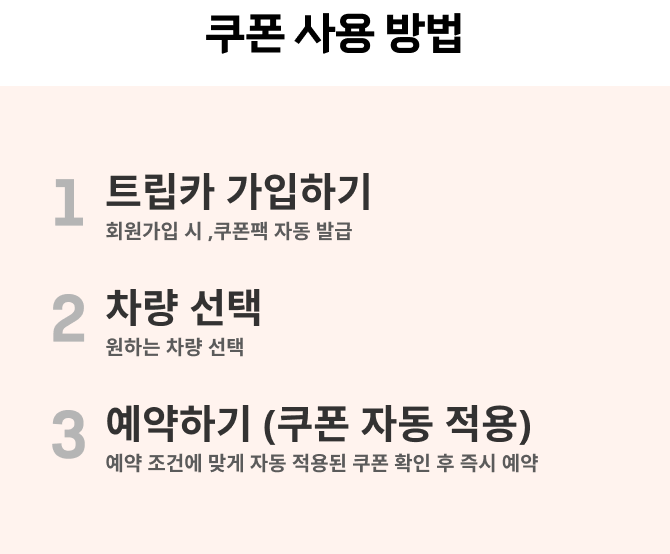 쿠폰 사용 방법
1 트립카 가입하기
회원가입 시 ,쿠폰팩 자동 발급
2 차량 선택
원하는 차량 선택
3 예약하기 (쿠폰 자동 적용)
예약 조건에 맞게 자동 적용된 쿠폰 확인 후 즉시 예약